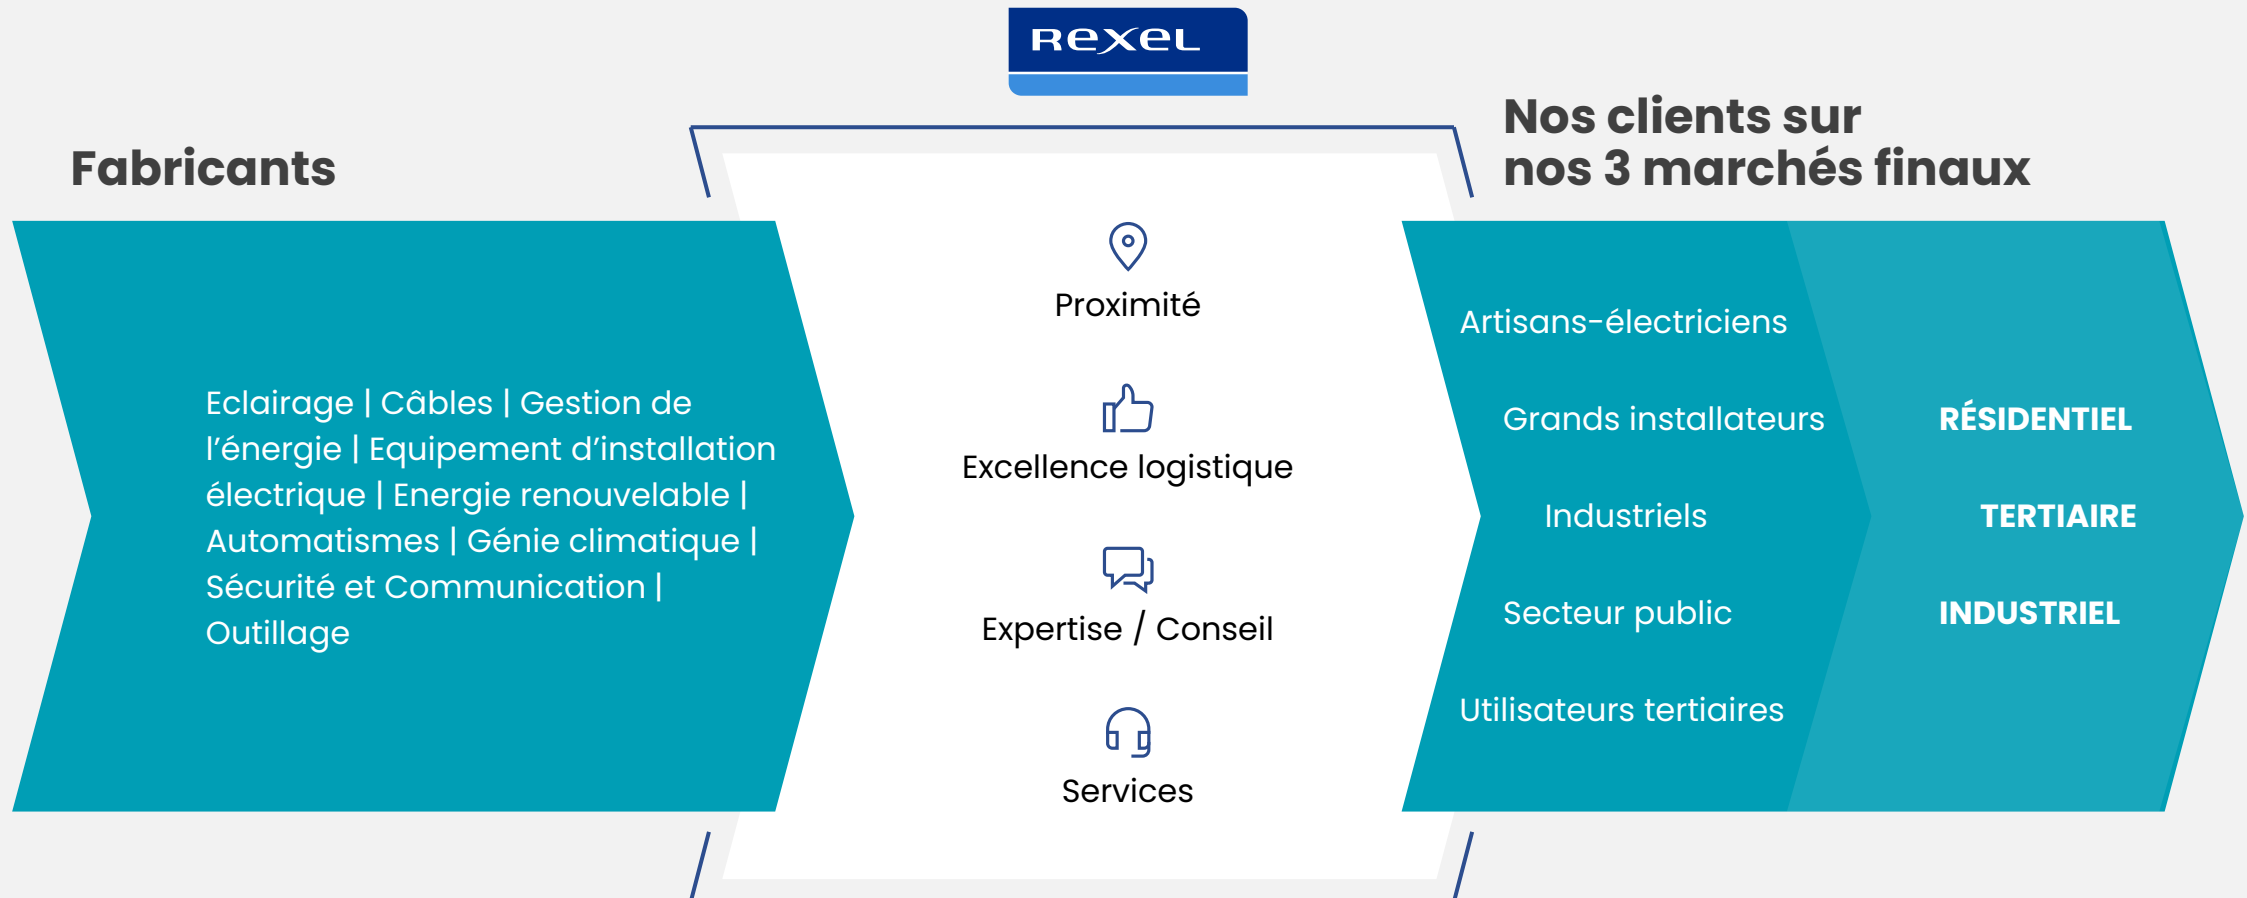 Rexel
Fabricants
Eclairage | Câbles | Gestion de
l’énergie | Equipement d’installation
électrique | Energie renouvelable |
Automatismes | Génie climatique |
Sécurité et Communication |
Outillage
Proximité
Excellence logistique
Expertise / Conseil
Services
Nos clients sur
nos 3 marchés finaux
Artisans-électriciens
Grands installateurs
Industriels
Secteur public
Utilisateurs tertiaires
RÉSIDENTIEL
TERTIAIRE
INDUSTRIEL